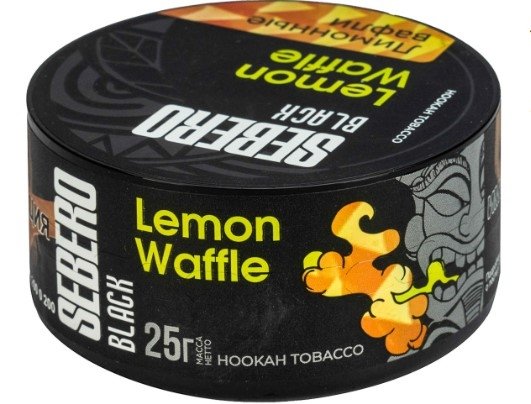 Лимонные
вафли
Lemon
Waffle
SEBERO
BLACK
HOOKAH TOBACCO
SEBERO
BLACK
Lemon
Waffle
25г
МАССА
НЕТТО
HOOKAH TOBACCO